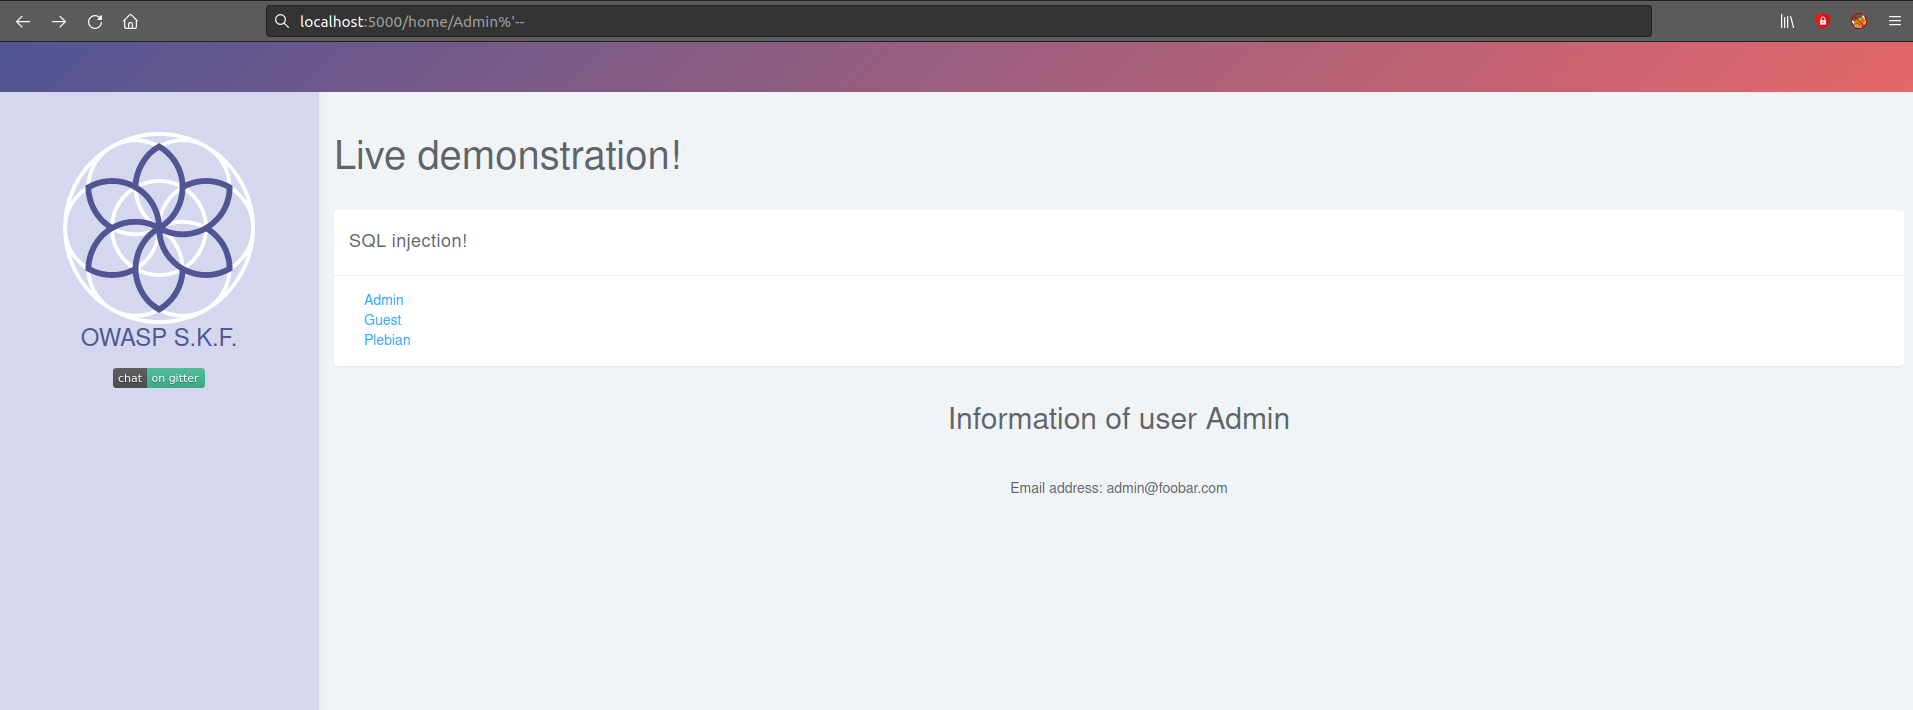 localhost:5000/home/Admin%'--
Live demonstration!
SQL injection!
Admin
Guest
Plebian
OWASP S.K.F.
chat on gitter
Information of user Admin
Email address: admin@foobar.com